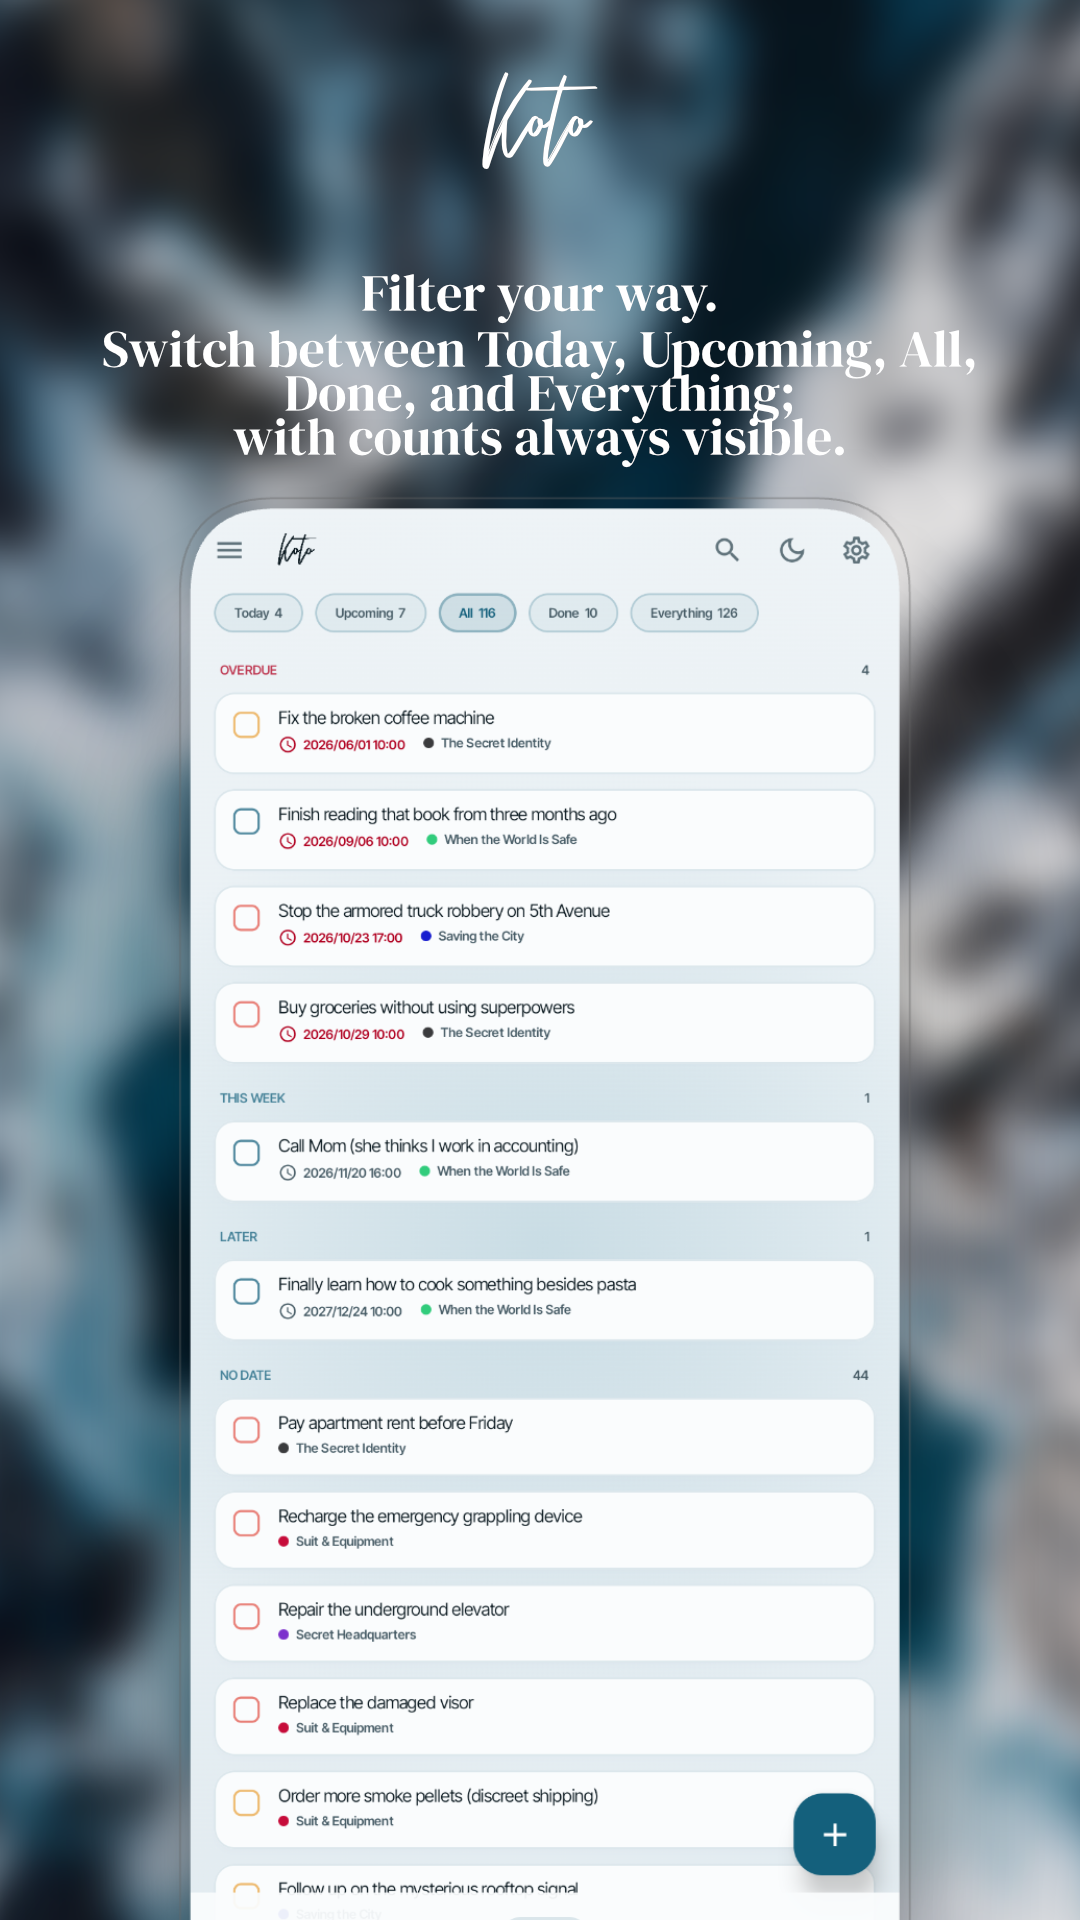 Koto
Filter your way.
Switch between Today, Upcoming, All,
Done, and Everything;
with counts always visible.
Koto
Today 4 Upcoming 7 All 116 Done 10 Everything 126
OVERDUE 4
Fix the broken coffee machine
2026/06/01 10:00 The Secret Identity
Finish reading that book from three months ago
2026/09/06 10:00 When the World Is Safe
Stop the armored truck robbery on 5th Avenue
2026/10/23 17:00 Saving the City
Buy groceries without using superpowers
2026/10/29 10:00 The Secret Identity
THIS WEEK 1
Call Mom (she thinks I work in accounting)
2026/11/20 16:00 When the World Is Safe
LATER 1
Finally learn how to cook something besides pasta
2027/12/24 10:00 When the World Is Safe
NO DATE 44
Pay apartment rent before Friday
The Secret Identity
Recharge the emergency grappling device
Suit & Equipment
Repair the underground elevator
Secret Headquarters
Replace the damaged visor
Suit & Equipment
Order more smoke pellets (discreet shipping)
Suit & Equipment
Follow up on the mysterious rooftop signal
Saving the City